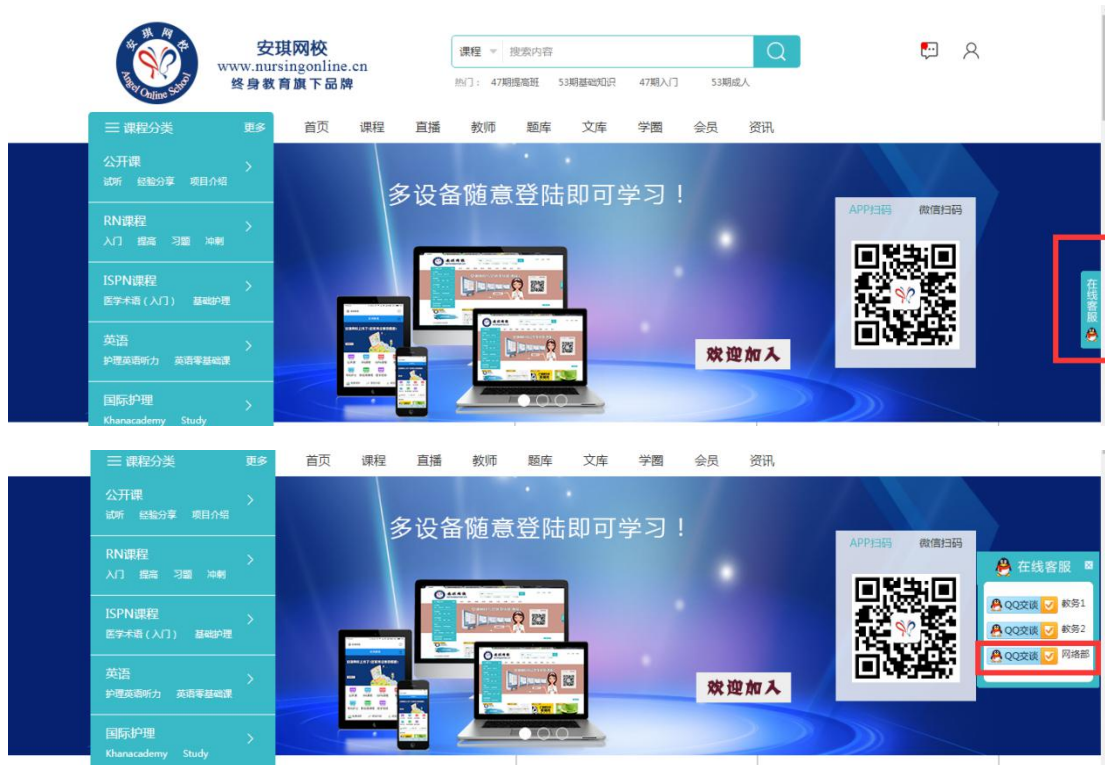 安琪网校
Angel Online School
安琪网校
www.nursingonline.cn
终身教育旗下品牌
课程 搜索内容
热门： 47期提高班 53期基础知识 47期入门 53期成人
课程分类 更多 首页 课程 直播 教师 题库 文库 学圈 会员 资讯
公开课
试听 经验分享 项目介绍
RN课程
入门 提高 习题 冲刺
ISPN课程
医学术语（入门） 基础护理
英语
护理英语听力 英语零基础课
国际护理
Khanacademy Study
多设备随意登陆即可学习！
欢迎加入
APP扫码 微信扫码
在线客服
课程分类 更多 首页 课程 直播 教师 题库 文库 学圈 会员 资讯
公开课
试听 经验分享 项目介绍
RN课程
入门 提高 习题 冲刺
ISPN课程
医学术语（入门） 基础护理
英语
护理英语听力 英语零基础课
国际护理
Khanacademy Study
多设备随意登陆即可学习！
欢迎加入
APP扫码 微信扫码
在线客服
QQ交谈 教务1
QQ交谈 教务2
QQ交谈 网络部